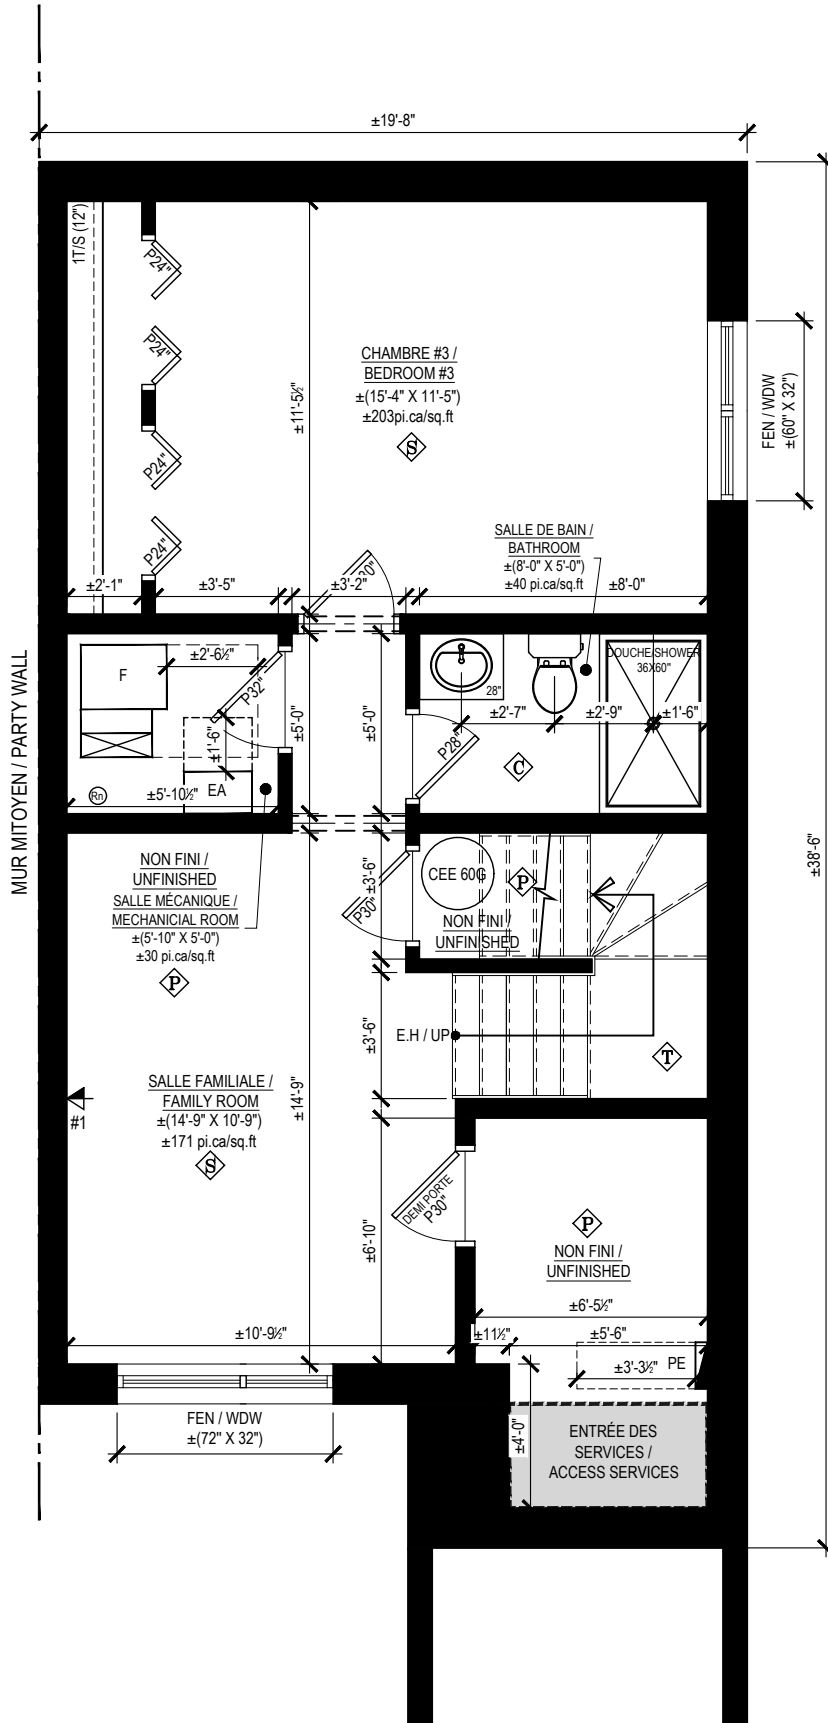 ±19'-8"
1T/S (12")
P24"
P24"
P24"
P24"
±11'-5½"
CHAMBRE #3 /
BEDROOM #3
±(15'-4" X 11'-5")
±203pi.ca/sq.ft
S
FEN / WDW
±(60" X 32")
SALLE DE BAIN /
BATHROOM
±(8'-0" X 5'-0")
±40 pi.ca/sq.ft
±2'-1"
±3'-5"
±3'-2"
±8'-0"
MUR MITOYEN / PARTY WALL
F
±2'-6½"
P32"
±1'-6"
EA
Rn
±5'-10½"
±5'-0"
±5'-0"
28"
DOUCHE/SHOWER
36X60"
±2'-7"
±2'-9"
±1'-6"
P28"
C
±38'-6"
NON FINI /
UNFINISHED
SALLE MÉCANIQUE /
MECHANICIAL ROOM
±(5'-10" X 5'-0")
±30 pi.ca/sq.ft
P
±3'-6"
P30"
CEE 60G
P
NON FINI /
UNFINISHED
E.H / UP
±3'-6"
T
SALLE FAMILIALE /
FAMILY ROOM
±(14'-9" X 10'-9")
±171 pi.ca/sq.ft
S
#1
±14'-9"
DEMI PORTE
P30"
±6'-10"
P
NON FINI /
UNFINISHED
±6'-5½"
±10'-9½"
±11½"
±5'-6"
±3'-3½"
PE
±4'-0"
FEN / WDW
±(72" X 32")
ENTRÉE DES
SERVICES /
ACCESS SERVICES